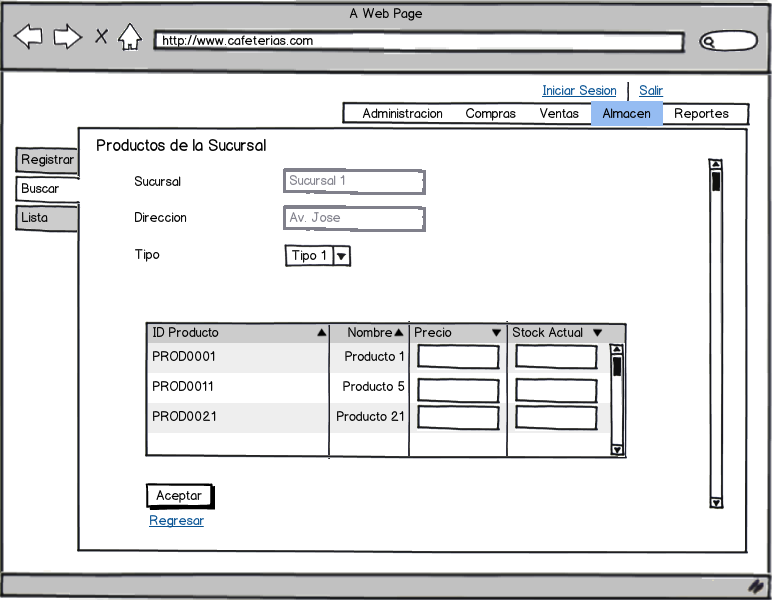 A Web Page
http://www.cafeterias.com
Iniciar Sesion Salir
Administracion Compras Ventas Almacen Reportes
Productos de la Sucursal
Registrar
Buscar
Lista
Sucursal Sucursal 1
Direccion Av. Jose
Tipo Tipo 1
ID Producto Nombre Precio Stock Actual
PROD0001 Producto 1
PROD0011 Producto 5
PROD0021 Producto 21
Aceptar
Regresar